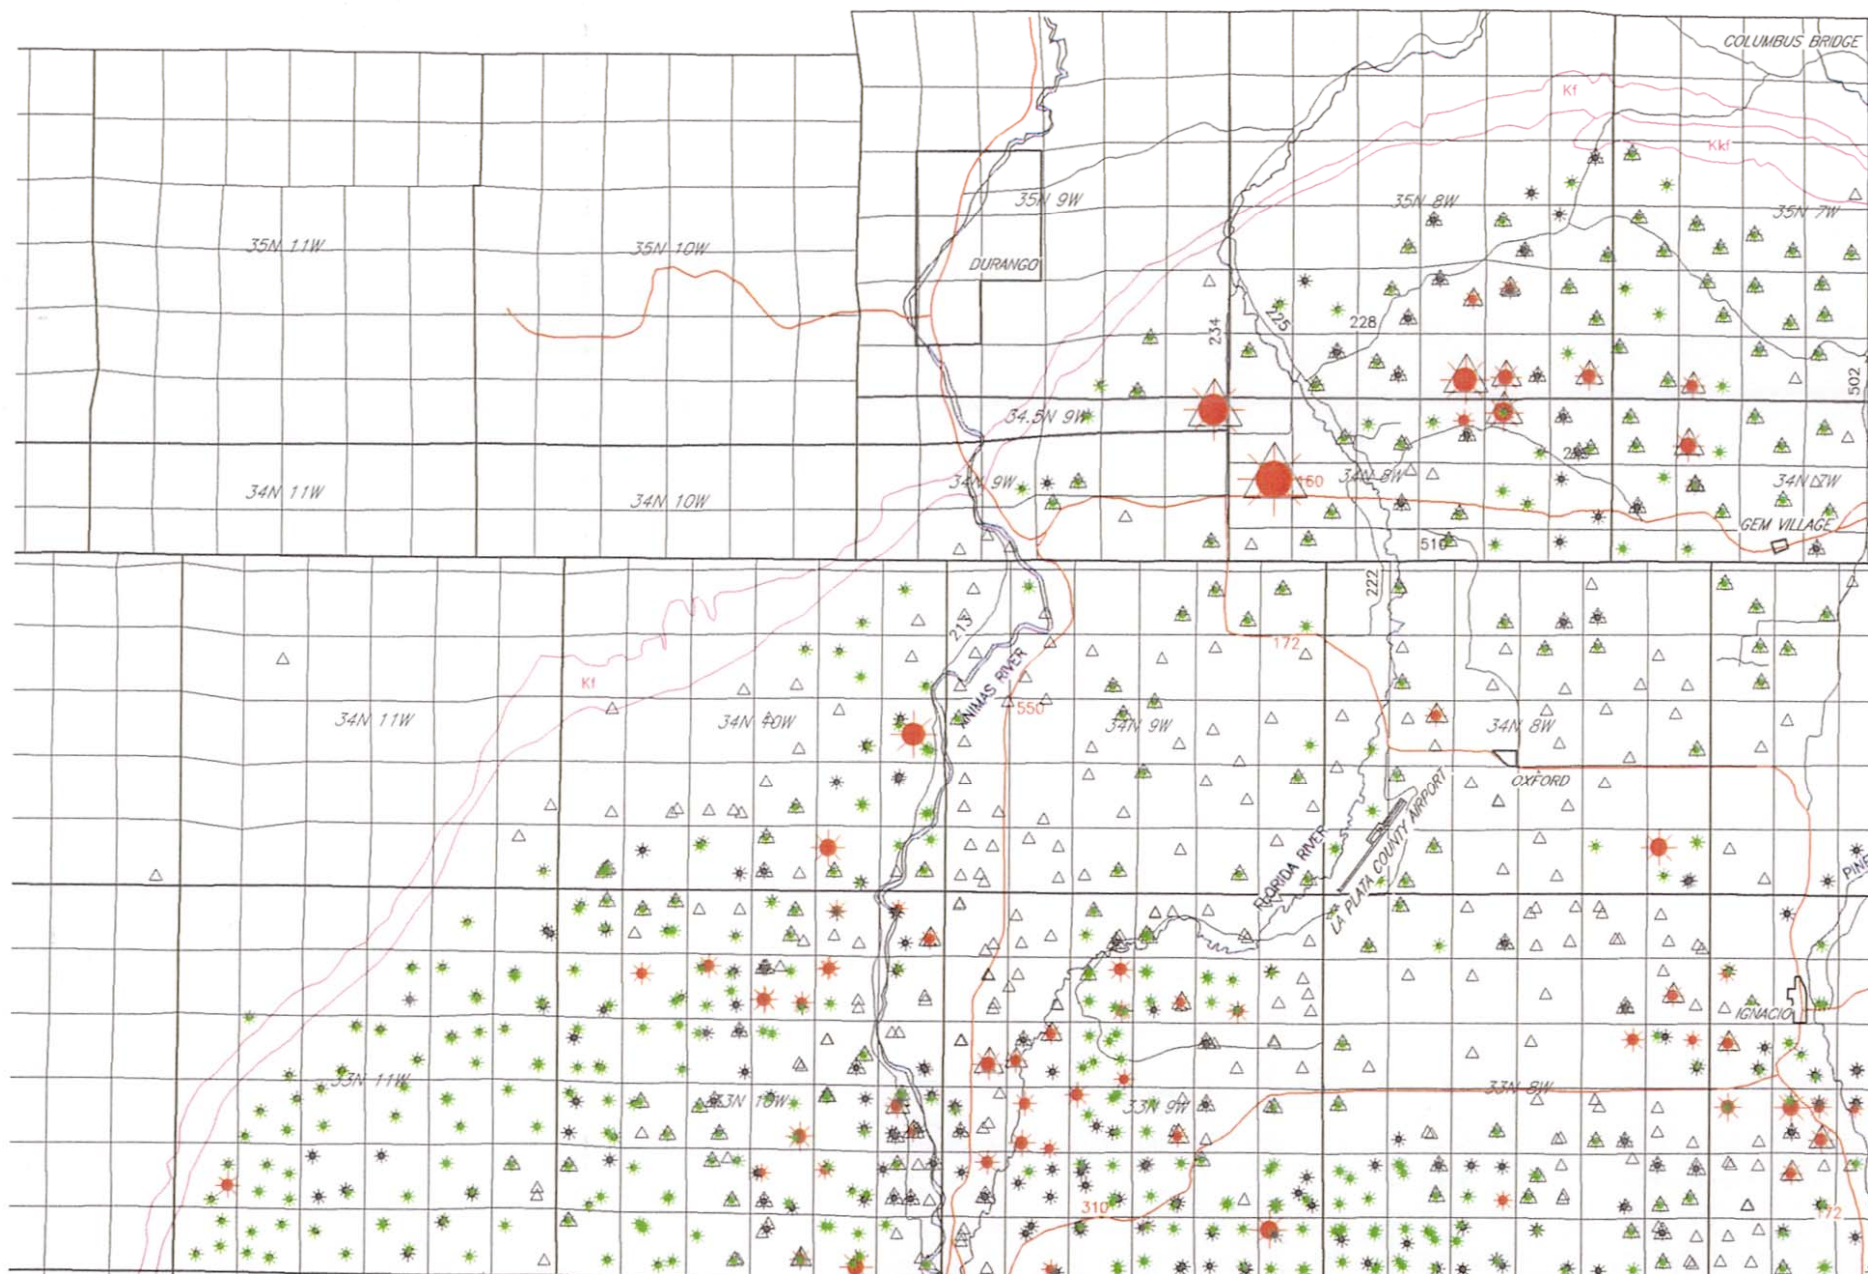 COLUMBUS BRIDGE
Kf
Kkf
35N 9W
35N 8W
35N 7W
35N 11W
35N 10W
DURANGO
234
225
228
502
34.5N 9W
34N 11W
34N 10W
34N 9W
160
34N 8W
34N 7W
GEM VILLAGE
516
222
213
172
ANIMAS RIVER
Kf
34N 11W
34N 10W
550
34N 9W
34N 8W
OXFORD
FLORIDA RIVER
LA PLATA COUNTY AIRPORT
IGNACIO
33N 11W
33N 10W
33N 9W
33N 8W
310
172